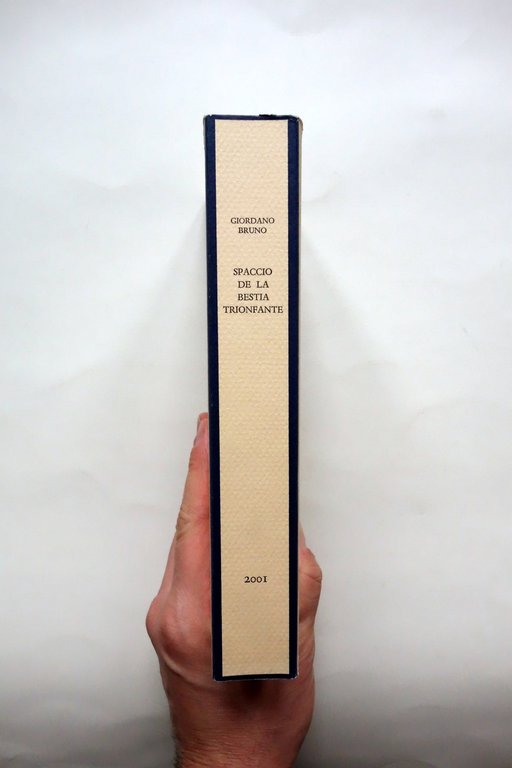 GIORDANO
BRUNO
SPACCIO
DE LA
BESTIA
TRIONFANTE
2001